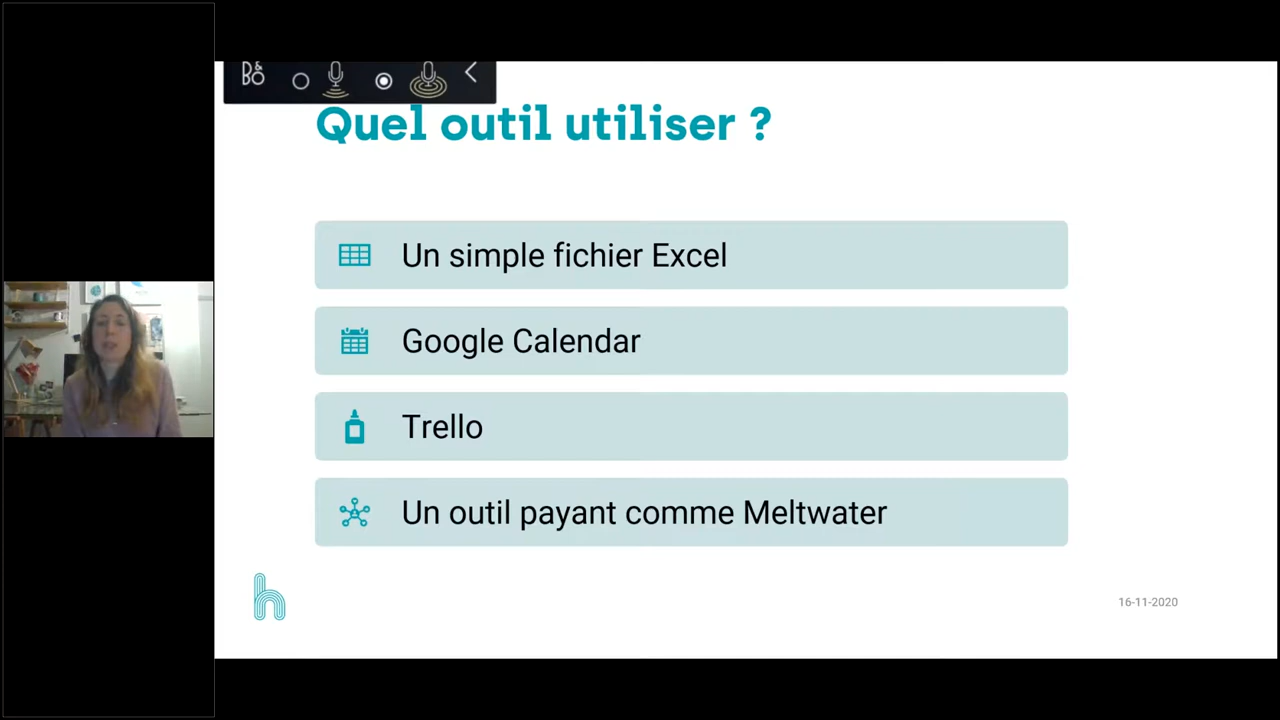 Quel outil utiliser ?
Un simple fichier Excel
Google Calendar
Trello
Un outil payant comme Meltwater
h
16-11-2020